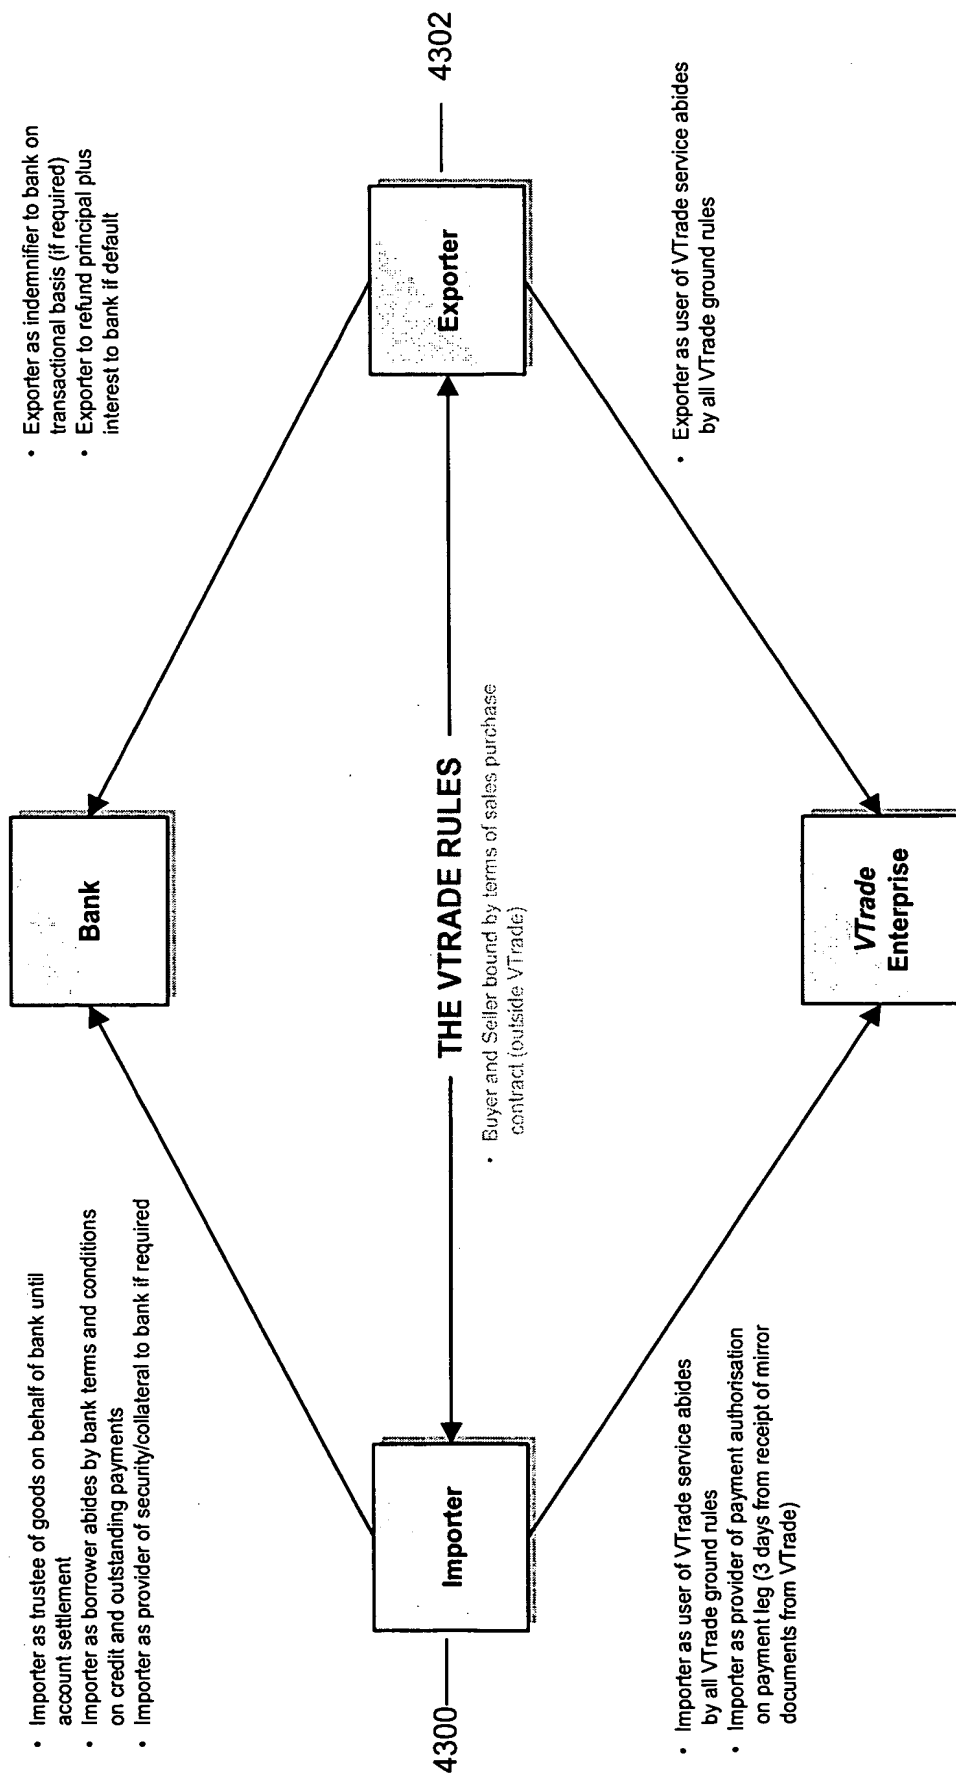 • Importer as trustee of goods on behalf of bank until
account settlement
• Importer as borrower abides by bank terms and conditions
on credit and outstanding payments
• Importer as provider of security/collateral to bank if required
Bank
• Exporter as indemnifier to bank on
transactional basis (if required)
• Exporter to refund principal plus
interest to bank if default
4300
Importer
THE VTRADE RULES
• Buyer and Seller bound by terms of sales purchase
contract (outside VTrade)
Exporter
4302
• Importer as user of VTrade service abides
by all VTrade ground rules
• Importer as provider of payment authorisation
on payment leg (3 days from receipt of mirror
documents from VTrade)
VTrade
Enterprise
• Exporter as user of VTrade service abides
by all VTrade ground rules